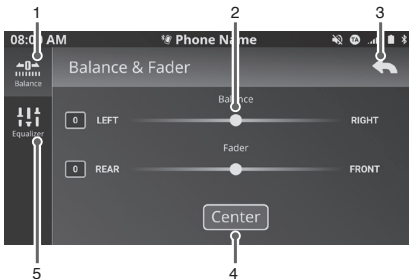 1 2 3
08:00 AM Phone Name TA
Balance & Fader
Balance
Balance
0 LEFT RIGHT
Equalizer
Fader
0 REAR FRONT
Center
5 4